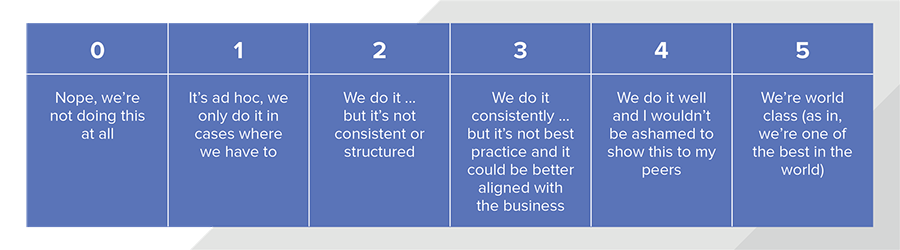 0
1
2
3
4
5
Nope, we’re
not doing this
at all
It’s ad hoc, we
only do it in
cases where
we have to
We do it ...
but it’s not
consistent or
structured
We do it
consistently ...
but it’s not best
practice and it
could be better
aligned with
the business
We do it well
and I wouldn’t
be ashamed to
show this to my
peers
We’re world
class (as in,
we’re one of
the best in the
world)